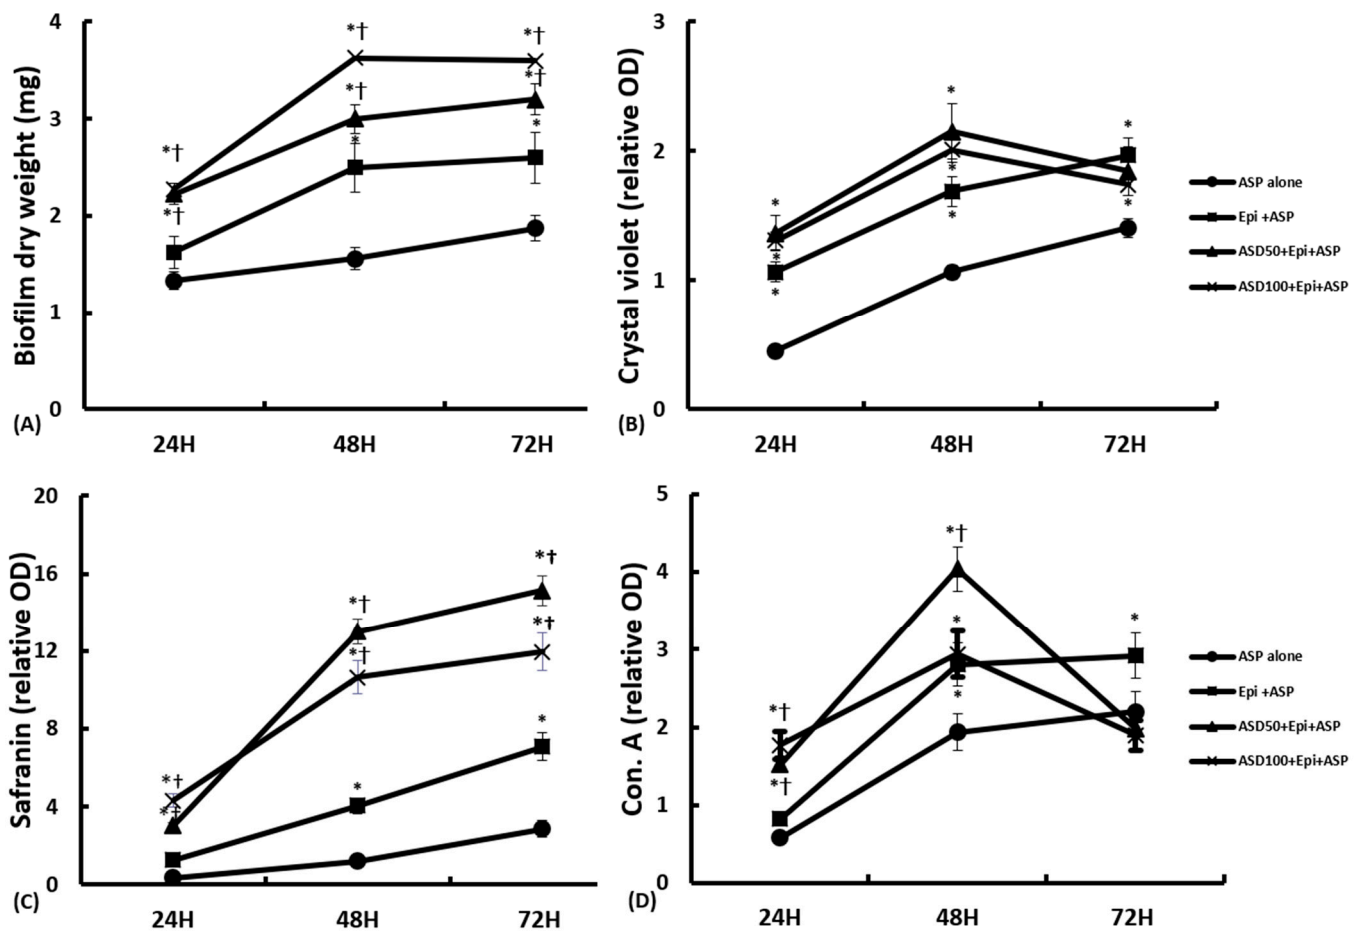 Biofilm dry weight (mg)
4
3
2
1
0
*†
*†
*†
*†
*†
*
*†
*
(A)
24H
48H
72H
Crystal violet (relative OD)
3
2
1
0
*
*
*
*
*
*
*
*
(B)
24H
48H
72H
ASP alone
Epi +ASP
ASD50+Epi+ASP
ASD100+Epi+ASP
Safranin (relative OD)
20
16
12
8
4
0
*†
*†
*†
*†
*
*†
*†
*
(C)
24H
48H
72H
Con. A (relative OD)
5
4
3
2
1
0
*†
*†
*†
*
*
*
(D)
24H
48H
72H
ASP alone
Epi +ASP
ASD50+Epi+ASP
ASD100+Epi+ASP